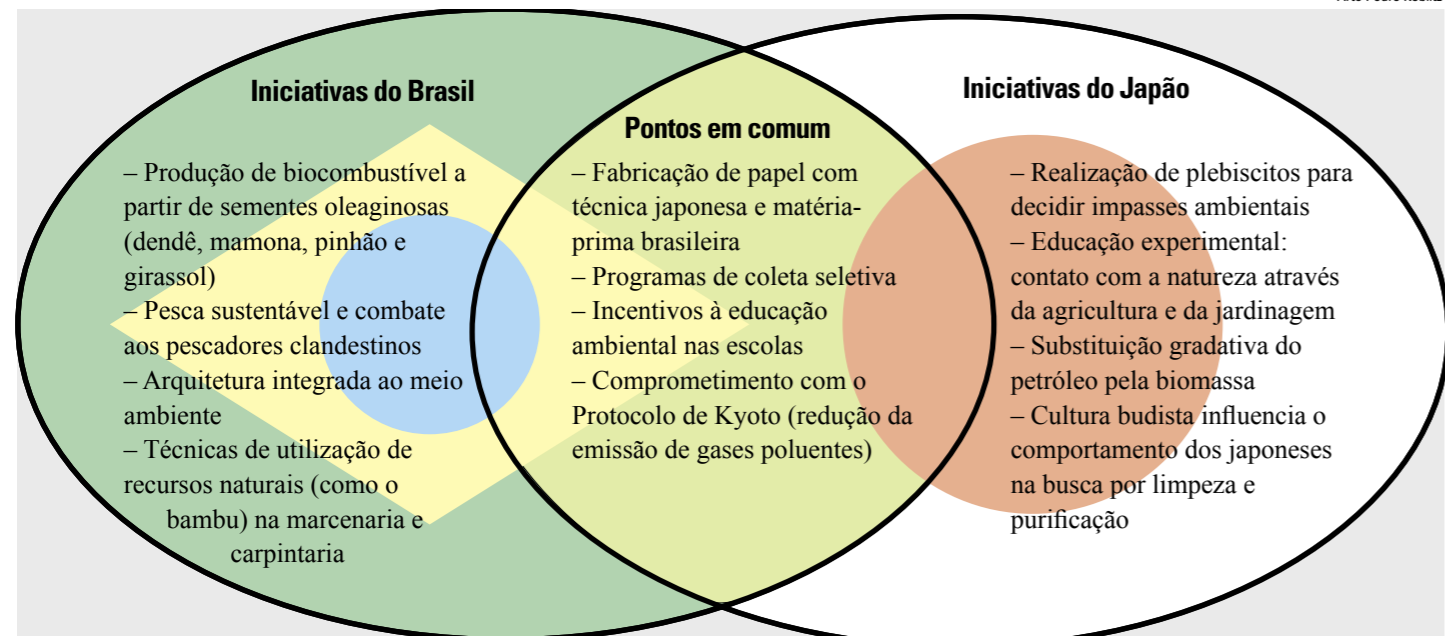 Iniciativas do Brasil
– Produção de biocombustível a
partir de sementes oleaginosas
(dendê, mamona, pinhão e
girassol)
– Pesca sustentável e combate
aos pescadores clandestinos
– Arquitetura integrada ao meio
ambiente
– Técnicas de utilização de
recursos naturais (como o
bambu) na marcenaria e
carpintaria
Pontos em comum
– Fabricação de papel com
técnica japonesa e matéria-
prima brasileira
– Programas de coleta seletiva
– Incentivos à educação
ambiental nas escolas
– Comprometimento com o
Protocolo de Kyoto (redução da
emissão de gases poluentes)
Iniciativas do Japão
– Realização de plebiscitos para
decidir impasses ambientais
– Educação experimental:
contato com a natureza através
da agricultura e da jardinagem
– Substituição gradativa do
petróleo pela biomassa
– Cultura budista influencia o
comportamento dos japoneses
na busca por limpeza e
purificação